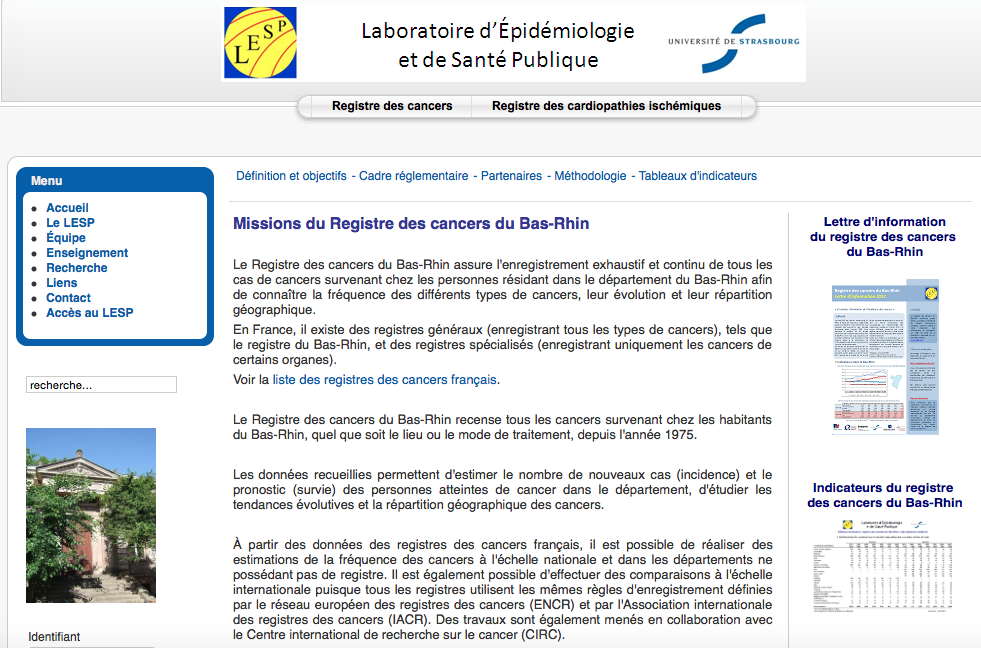 LESP
Laboratoire d'Épidémiologie
et de Santé Publique
UNIVERSITÉ DE STRASBOURG
Registre des cancers
Registre des cardiopathies ischémiques
Menu
Accueil
Le LESP
Équipe
Enseignement
Recherche
Liens
Contact
Accès au LESP
recherche...
Identifiant
Définition et objectifs - Cadre réglementaire - Partenaires - Méthodologie - Tableaux d'indicateurs
Missions du Registre des cancers du Bas-Rhin
Le Registre des cancers du Bas-Rhin assure l'enregistrement exhaustif et continu de tous les
cas de cancers survenant chez les personnes résidant dans le département du Bas-Rhin afin
de connaître la fréquence des différents types de cancers, leur évolution et leur répartition
géographique.
En France, il existe des registres généraux (enregistrant tous les types de cancers), tels que
le registre du Bas-Rhin, et des registres spécialisés (enregistrant uniquement les cancers de
certains organes).
Voir la liste des registres des cancers français.
Le Registre des cancers du Bas-Rhin recense tous les cancers survenant chez les habitants
du Bas-Rhin, quel que soit le lieu ou le mode de traitement, depuis l'année 1975.
Les données recueillies permettent d'estimer le nombre de nouveaux cas (incidence) et le
pronostic (survie) des personnes atteintes de cancer dans le département, d'étudier les
tendances évolutives et la répartition géographique des cancers.
À partir des données des registres des cancers français, il est possible de réaliser des
estimations de la fréquence des cancers à l'échelle nationale et dans les départements ne
possédant pas de registre. Il est également possible d'effectuer des comparaisons à l'échelle
internationale puisque tous les registres utilisent les mêmes règles d'enregistrement définies
par le réseau européen des registres des cancers (ENCR) et par l'Association internationale
des registres des cancers (IACR). Des travaux sont également menés en collaboration avec
le Centre international de recherche sur le cancer (CIRC).
Lettre d'information
du registre des cancers
du Bas-Rhin
Registre des cancers du Bas-Rhin
Indicateurs du registre
des cancers du Bas-Rhin
Laboratoire d'Épidémiologie
et de Santé Publique